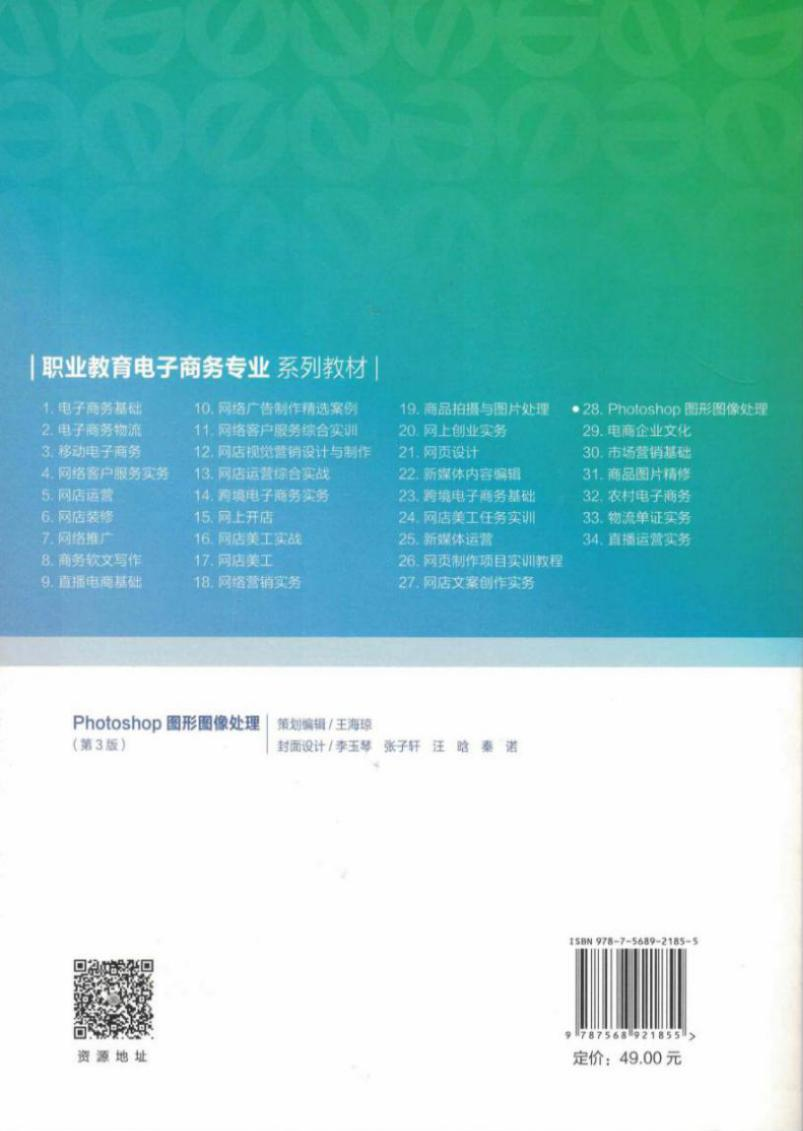 职业教育电子商务专业 系列教材
1. 电子商务基础
2. 电子商务物流
3. 移动电子商务
4. 网络客户服务实务
5. 网店运营
6. 网店装修
7. 网络推广
8. 商务软文写作
9. 直播电商基础
10. 网络广告制作精选案例
11. 网络客户服务综合实训
12. 网店视觉营销设计与制作
13. 网店运营综合实战
14. 跨境电子商务实务
15. 网上开店
16. 网店美工实战
17. 网店美工
18. 网络营销实务
19. 商品拍摄与图片处理
20. 网上创业实务
21. 网页设计
22. 新媒体内容编辑
23. 跨境电子商务基础
24. 网店美工任务实训
25. 新媒体运营
26. 网页制作项目实训教程
27. 网店文案创作实务
28. Photoshop 图形图像处理
29. 电商企业文化
30. 市场营销基础
31. 商品图片精修
32. 农村电子商务
33. 物流单证实务
34. 直播运营实务
Photoshop 图形图像处理
(第3版)
策划编辑/王海琼
封面设计/李玉琴 张子轩 汪 晗 秦 诺
资源地址
ISBN 978-7-5689-2185-5
9 787568 921855 >
定价：49.00 元